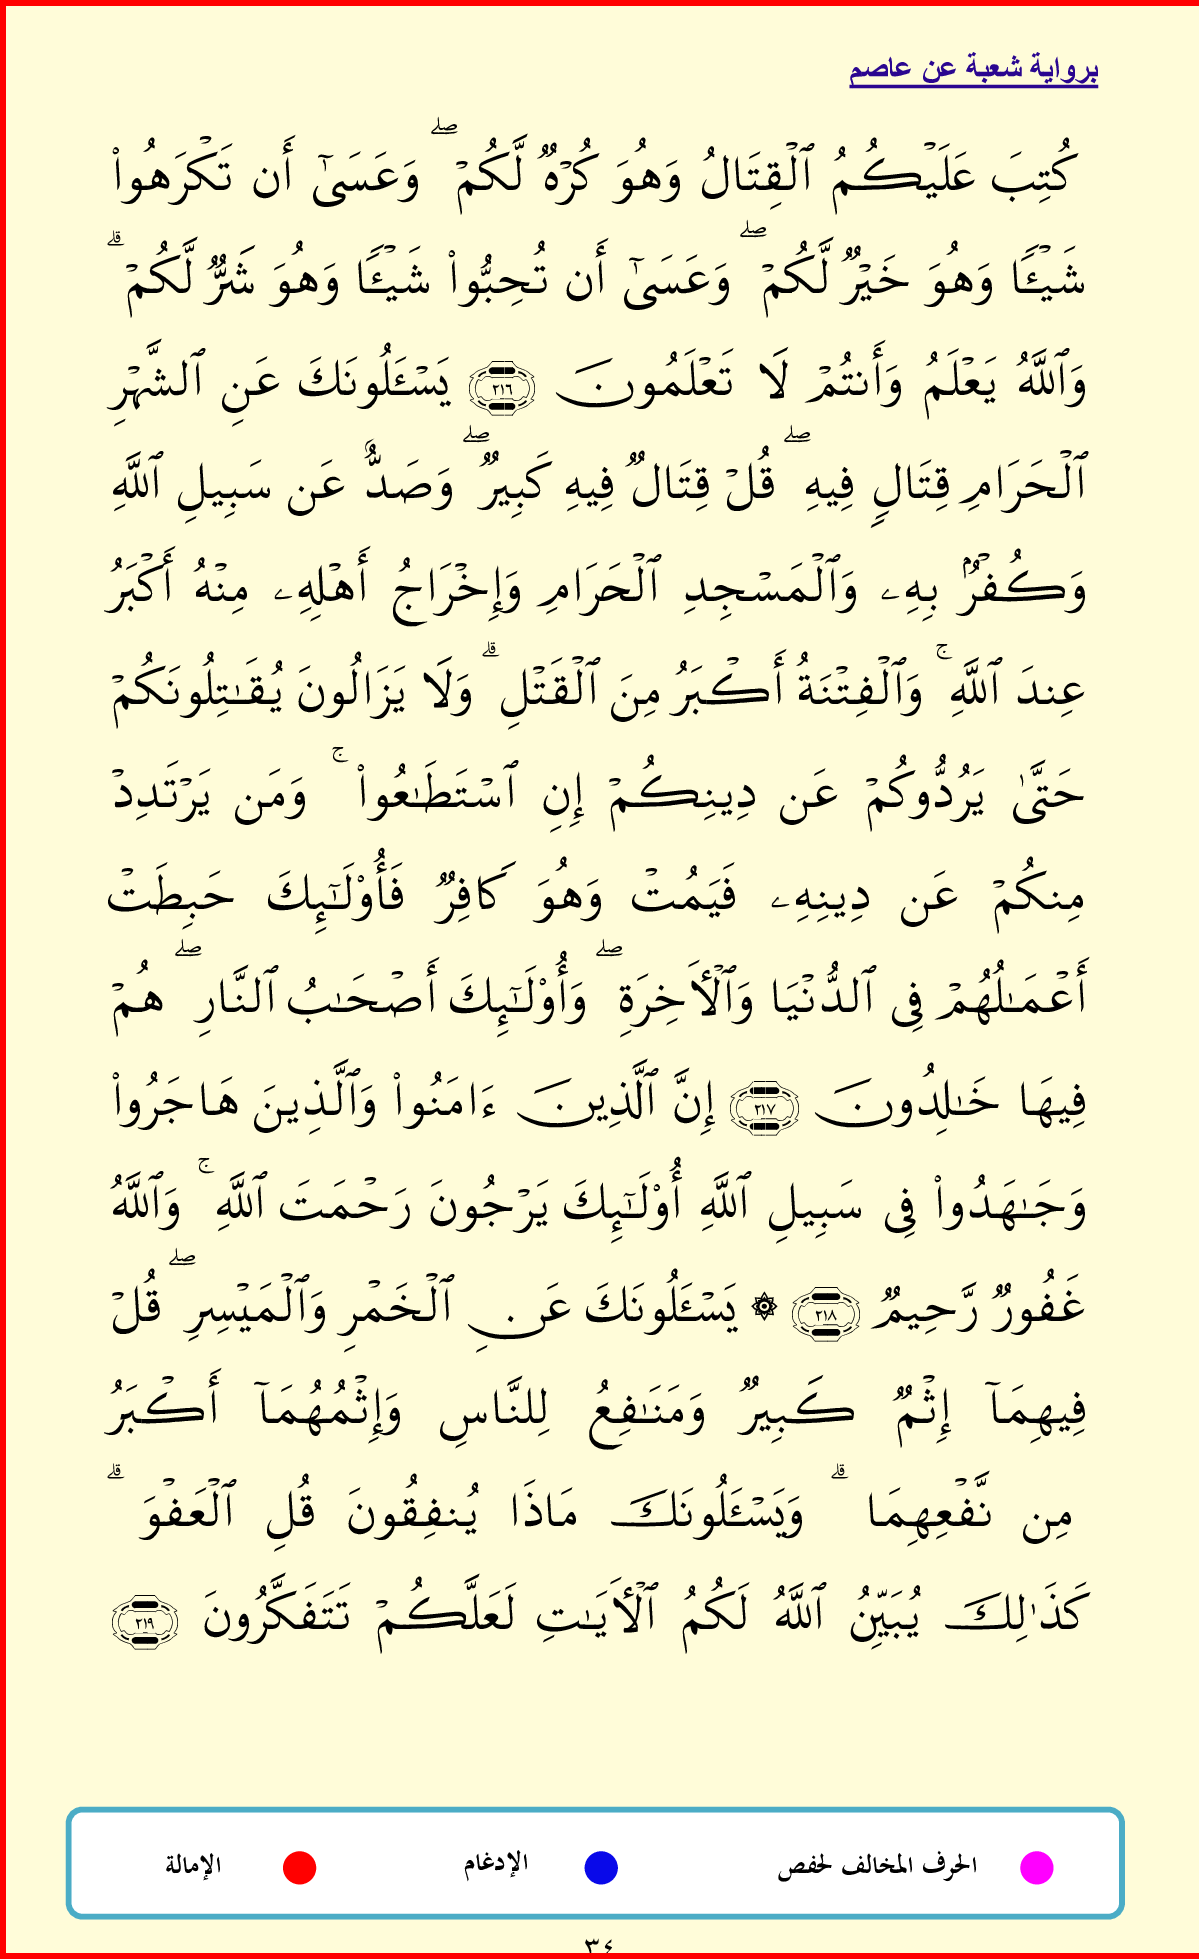 برواية شعبة عن عاصم
كُتِبَ عَلَيۡكُمُ ٱلۡقِتَالُ وَهُوَ كُرۡهٞ لَّكُمۡۖ وَعَسَىٰٓ أَن تَكۡرَهُواْ
شَيۡـٔٗا وَهُوَ خَيۡرٞ لَّكُمۡۖ وَعَسَىٰٓ أَن تُحِبُّواْ شَيۡـٔٗا وَهُوَ شَرّٞ لَّكُمۡۗ
وَٱللَّهُ يَعۡلَمُ وَأَنتُمۡ لَا تَعۡلَمُونَ ٢١٦ يَسۡـَٔلُونَكَ عَنِ ٱلشَّهۡرِ
ٱلۡحَرَامِ قِتَالٖ فِيهِۖ قُلۡ قِتَالٞ فِيهِ كَبِيرٞۖ وَصَدٌّ عَن سَبِيلِ ٱللَّهِ
وَكُفۡرُۢ بِهِۦ وَٱلۡمَسۡجِدِ ٱلۡحَرَامِ وَإِخۡرَاجُ أَهۡلِهِۦ مِنۡهُ أَكۡبَرُ
عِندَ ٱللَّهِۚ وَٱلۡفِتۡنَةُ أَكۡبَرُ مِنَ ٱلۡقَتۡلِۗ وَلَا يَزَالُونَ يُقَٰتِلُونَكُمۡ
حَتَّىٰ يَرُدُّوكُمۡ عَن دِينِكُمۡ إِنِ ٱسۡتَطَٰعُواْۚ وَمَن يَرۡتَدِدۡ
مِنكُمۡ عَن دِينِهِۦ فَيَمُتۡ وَهُوَ كَافِرٞ فَأُوْلَٰٓئِكَ حَبِطَتۡ
أَعۡمَٰلُهُمۡ فِي ٱلدُّنۡيَا وَٱلۡأَخِرَةِۖ وَأُوْلَٰٓئِكَ أَصۡحَٰبُ ٱلنَّارِۖ هُمۡ
فِيهَا خَٰلِدُونَ ٢١٧ إِنَّ ٱلَّذِينَ ءَامَنُواْ وَٱلَّذِينَ هَاجَرُواْ
وَجَٰهَدُواْ فِي سَبِيلِ ٱللَّهِ أُوْلَٰٓئِكَ يَرۡجُونَ رَحۡمَتَ ٱللَّهِۚ وَٱللَّهُ
غَفُورٞ رَّحِيمٞ ٢١٨ ۞ يَسۡـَٔلُونَكَ عَنِ ٱلۡخَمۡرِ وَٱلۡمَيۡسِرِۖ قُلۡ
فِيهِمَآ إِثۡمٞ كَبِيرٞ وَمَنَٰفِعُ لِلنَّاسِ وَإِثۡمُهُمَآ أَكۡبَرُ
مِن نَّفۡعِهِمَاۗ وَيَسۡـَٔلُونَكَ مَاذَا يُنفِقُونَ قُلِ ٱلۡعَفۡوَۗ
كَذَٰلِكَ يُبَيِّنُ ٱللَّهُ لَكُمُ ٱلۡأَيَٰتِ لَعَلَّكُمۡ تَتَفَكَّرُونَ ٢١٩
الحرف المخالف لحفص الإدغام الإمالة
٣٤